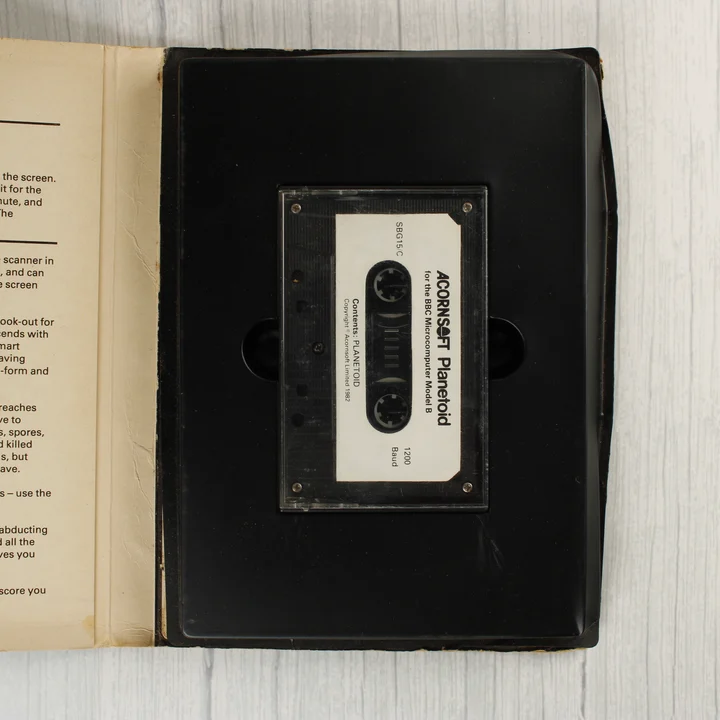 the screen.
it for the
nute, and
The
scanner in
, and can
e screen
ook-out for
cends with
mart
aving
-form and
reaches
ve to
s, spores,
d killed
s, but
ave.
s – use the
abducting
d all the
ves you
score you
SBG15/C
ACORNSOFT Planetoid
for the BBC Microcomputer Model B
1200
Baud
Contents: PLANETOID
Copyright © Acornsoft Limited 1982